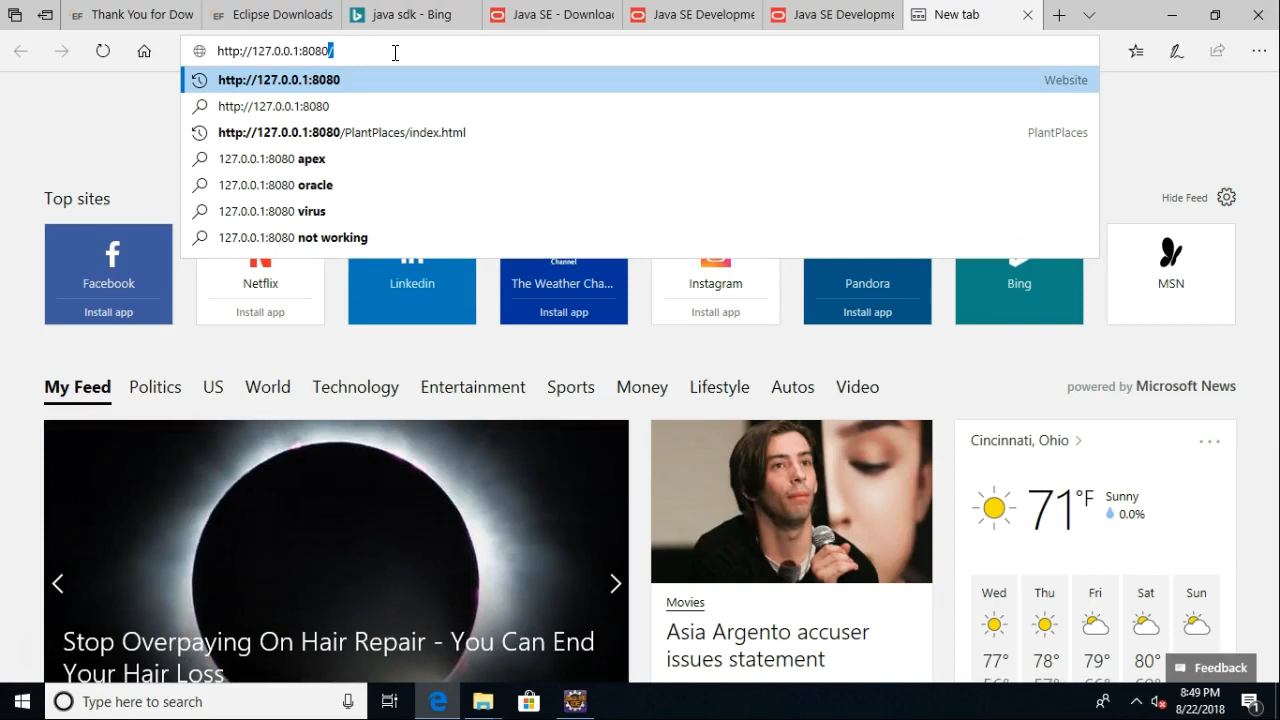 Thank You for Dow
Eclipse Downloads
java sdk - Bing
Java SE - Downloa
Java SE Developme
Java SE Developme
New tab
http://127.0.0.1:8080/
http://127.0.0.1:8080 Website
http://127.0.0.1:8080
http://127.0.0.1:8080/PlantPlaces/index.html PlantPlaces
127.0.0.1:8080 apex
127.0.0.1:8080 oracle
127.0.0.1:8080 virus
127.0.0.1:8080 not working
Top sites
Hide Feed
Facebook
Install app
Netflix
Install app
Linkedin
Install app
Channel
The Weather Cha...
Install app
Instagram
Install app
Pandora
Install app
Bing
Install app
MSN
My Feed Politics US World Technology Entertainment Sports Money Lifestyle Autos Video
powered by Microsoft News
Stop Overpaying On Hair Repair - You Can End
Your Hair Loss
Movies
Asia Argento accuser
issues statement
Cincinnati, Ohio
71°F
Sunny
0.0%
Wed Thu Fri Sat Sun
77° 78° 79° 80°
Feedback
Type here to search
8:49 PM
8/22/2018
1